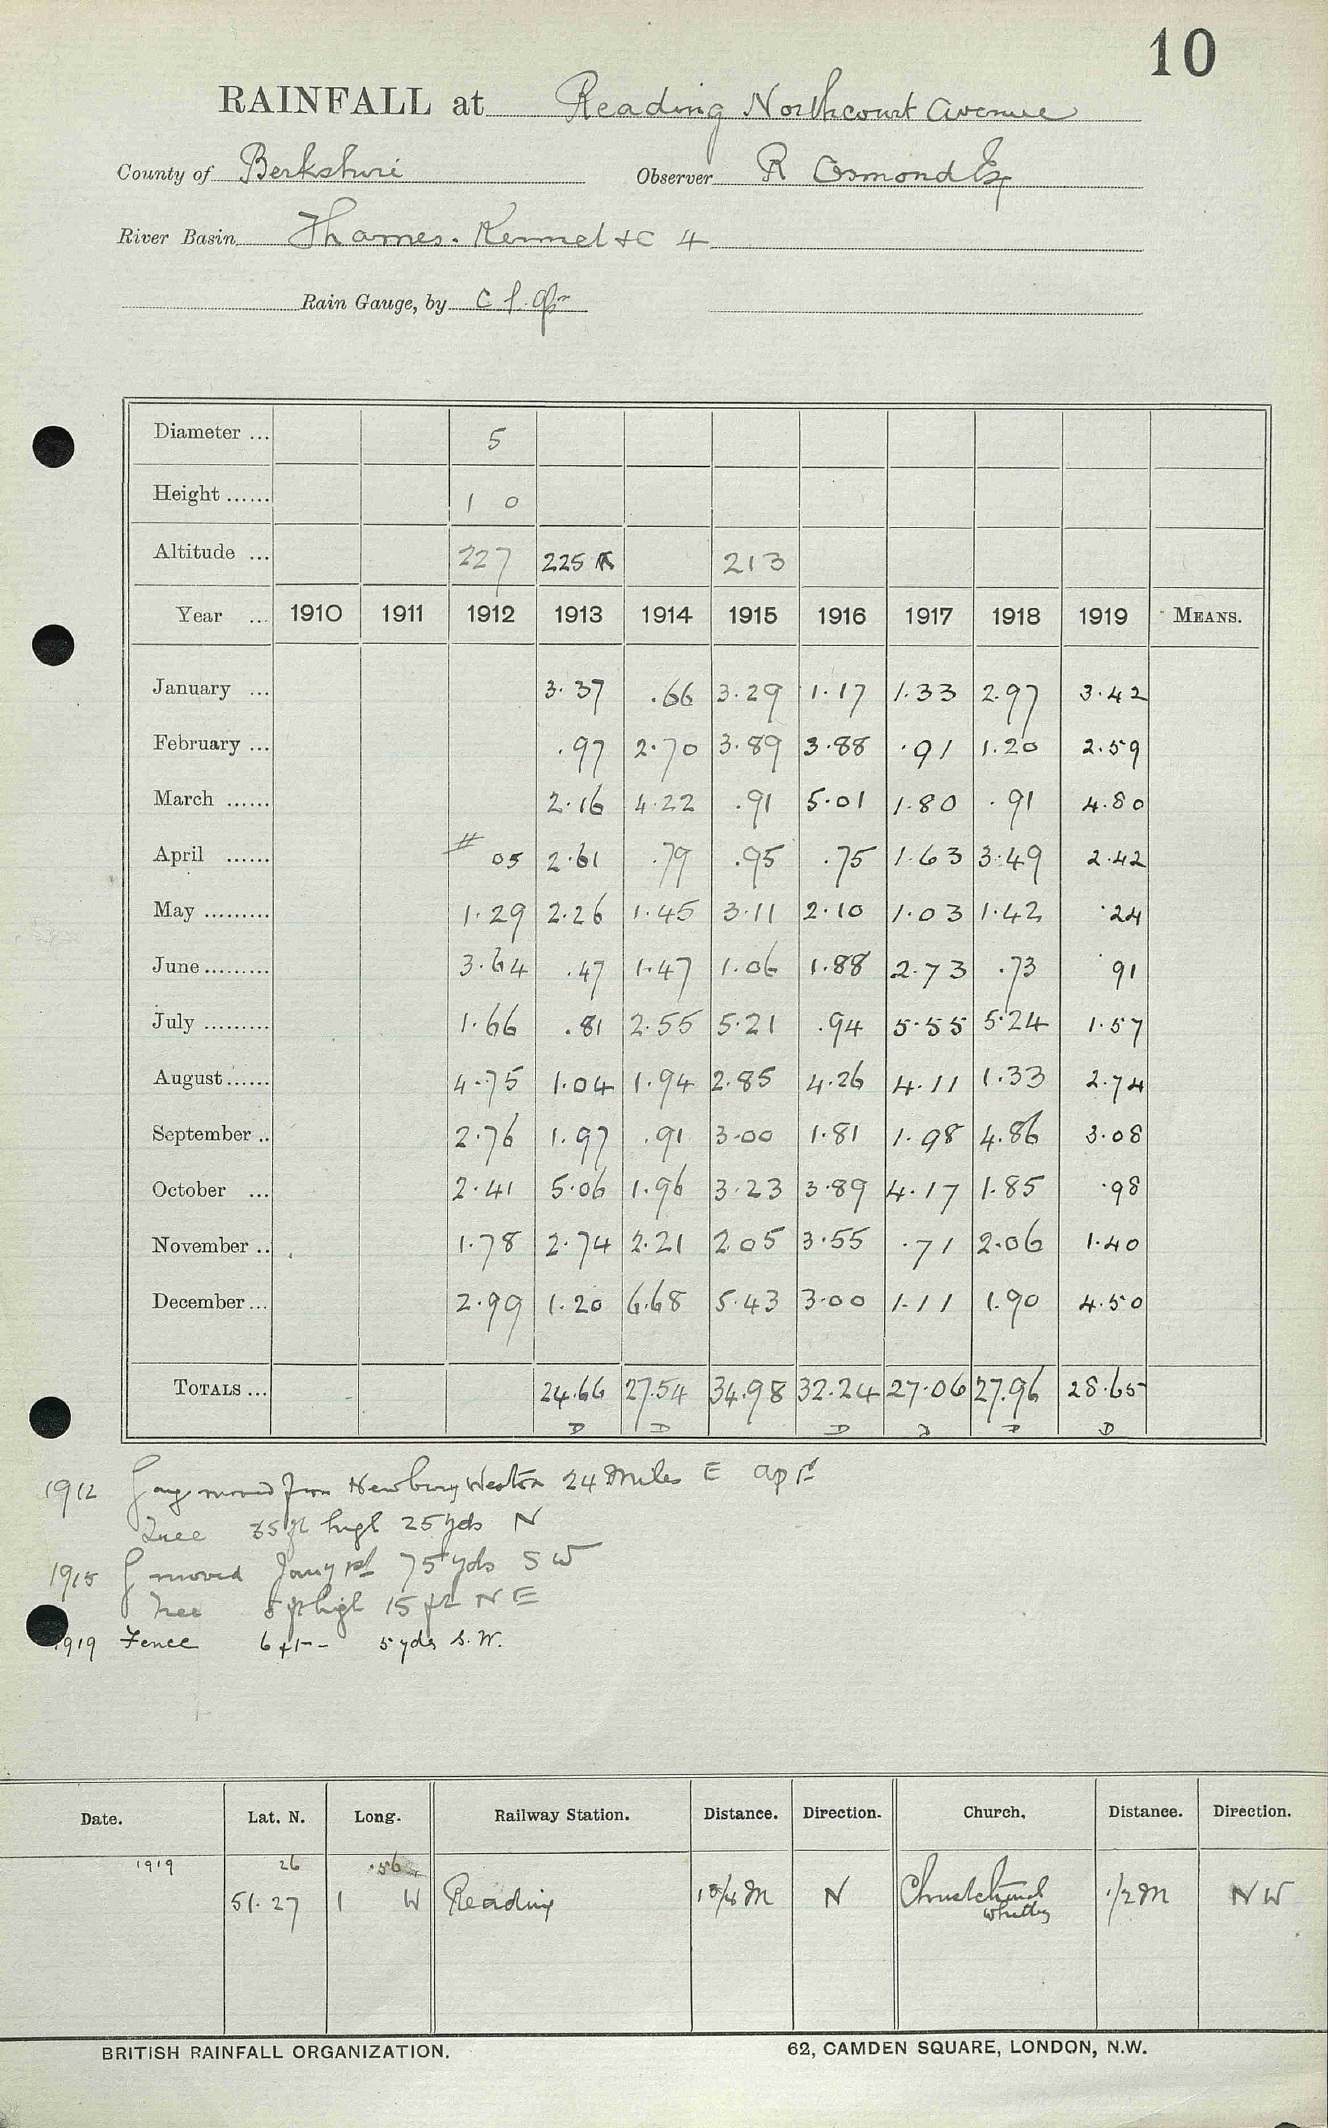 10
RAINFALL at Reading Northcourt Avenue
County of Berkshire Observer R Osmond Esq
River Basin Thames. Kennet &c 4
Rain Gauge, by
Diameter ... 5
Height ...... 1 0
Altitude ... 227 225 213
Year ... 1910 1911 1912 1913 1914 1915 1916 1917 1918 1919 MEANS.
January ... 3.37 .66 3.29 1.17 1.33 2.97 3.42
February ... .97 2.70 3.89 3.88 .91 1.20 2.59
March ...... 2.16 4.22 .91 5.01 1.80 .91 4.80
April ...... # 05 2.61 .79 .95 .75 1.63 3.49 2.42
May ......... 1.29 2.26 1.45 3.11 2.10 1.03 1.42 .24
June ......... 3.64 .47 1.47 1.06 1.88 2.73 .73 91
July ......... 1.66 .81 2.55 5.21 .94 5.55 5.24 1.57
August ...... 4.75 1.04 1.94 2.85 4.26 4.11 1.33 2.74
September .. 2.76 1.97 .91 3.00 1.81 1.98 4.86 3.08
October ... 2.41 5.06 1.96 3.23 3.89 4.17 1.85 .98
November .. 1.78 2.74 2.21 2.05 3.55 .71 2.06 1.40
December ... 2.99 1.20 6.68 5.43 3.00 1.11 1.90 4.50
TOTALS ... 24.66 27.54 34.98 32.24 27.06 27.96 28.65
D D D D D D
1912 moved from Newbury Weston 24 Miles E
Tree 35 ft high 25 yds N
1915 G moved Jany 1st 75 yds SW
Tree 8 ft high 15 ft NE
1919 Fence 6 ft -- 5 yds S.W.
Date. Lat. N. Long. Railway Station. Distance. Direction. Church. Distance. Direction.
1919 26 .56
51.27 1 W Reading 1 3/4 M N Christchurch 1/2 M NW
Whitley
BRITISH RAINFALL ORGANIZATION. 62, CAMDEN SQUARE, LONDON, N.W.